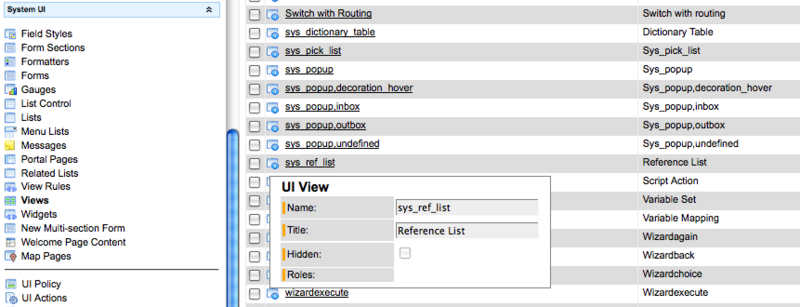 System UI
Field Styles
Form Sections
Formatters
Forms
Gauges
List Control
Lists
Menu Lists
Messages
Portal Pages
Related Lists
View Rules
Views
Widgets
New Multi-section Form
Welcome Page Content
Map Pages
UI Policy
UI Actions
Switch with Routing Switch with routing
sys_dictionary_table Dictionary Table
sys_pick_list Sys_pick_list
sys_popup Sys_popup
sys_popup,decoration_hover Sys_popup,decoration_hover
sys_popup,inbox Sys_popup,inbox
sys_popup,outbox Sys_popup,outbox
sys_popup,undefined Sys_popup,undefined
sys_ref_list Reference List
Script Action
Variable Set
Variable Mapping
Wizardagain
Wizardback
Wizardchoice
wizardexecute Wizardexecute
UI View
Name: sys_ref_list
Title: Reference List
Hidden:
Roles: